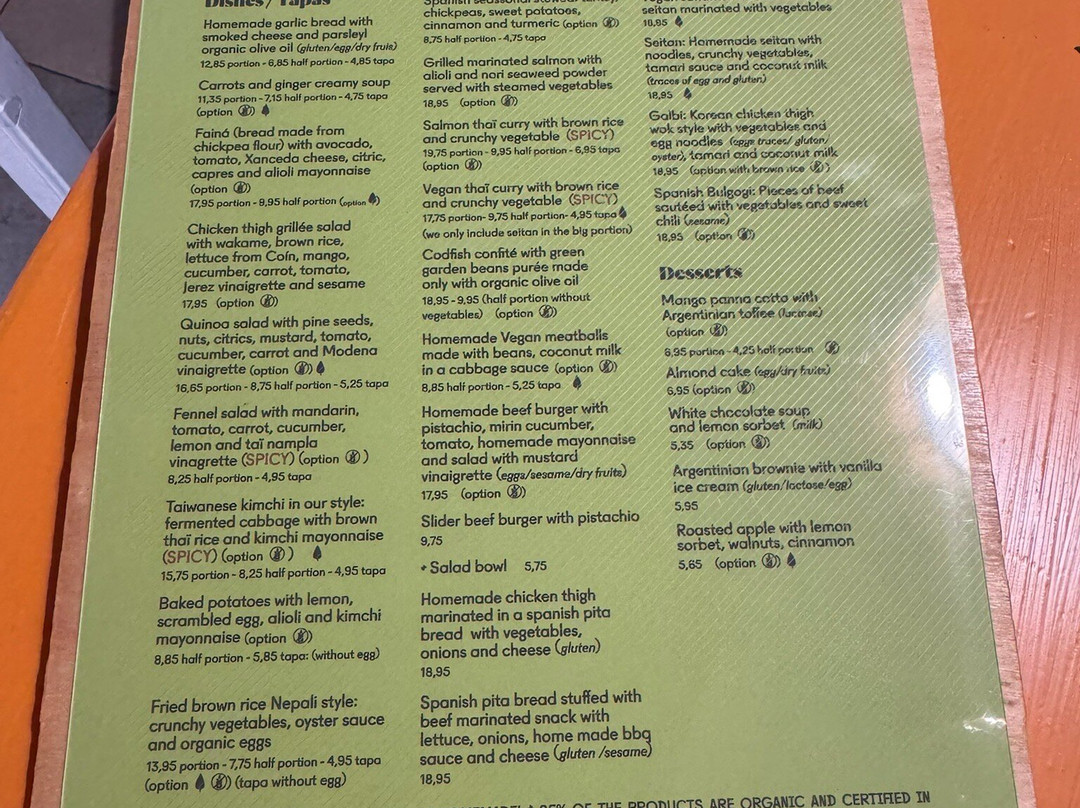 Dishes / Tapas
Homemade garlic bread with
smoked cheese and parsleyl
organic olive oil (gluten/egg/dry fruis)
12,85 portion - 6,85 half portion - 4,85 tapa
Carrots and ginger creamy soup
11,35 portion - 7,15 half portion - 4,75 tapa
(option)
Fainá (bread made from
chickpea flour) with avocado,
tomato, Xanceda cheese, citric,
capres and alioli mayonnaise
(option)
17,95 portion - 9,95 half portion (option)
Chicken thigh grillée salad
with wakame, brown rice,
lettuce from Coín, mango,
cucumber, carrot, tomato,
Jerez vinaigrette and sesame
17,95 (option)
Quinoa salad with pine seeds,
nuts, citrics, mustard, tomato,
cucumber, carrot and Modena
vinaigrette (option)
16,65 portion - 8,75 half portion - 5,25 tapa
Fennel salad with mandarin,
tomato, carrot, cucumber,
lemon and taï nampla
vinagrette (SPICY) (option)
8,25 half portion - 4,95 tapa
Taiwanese kimchi in our style:
fermented cabbage with brown
thaï rice and kimchi mayonnaise
(SPICY) (option)
15,75 portion - 8,25 half portion - 4,95 tapa
Baked potatoes with lemon,
scrambled egg, alioli and kimchi
mayonnaise (option)
8,85 half portion - 5,85 tapa: (without egg)
Fried brown rice Nepali style:
crunchy vegetables, oyster sauce
and organic eggs
13,95 portion - 7,75 half portion - 4,95 tapa
(option) (tapa without egg)
chickpeas, sweet potatoes,
cinnamon and turmeric (option)
8,75 half portion - 4,75 tapa
Grilled marinated salmon with
alioli and nori seaweed powder
served with steamed vegetables
18,95 (option)
Salmon thaï curry with brown rice
and crunchy vegetable (SPICY)
19,75 portion - 9,95 half portion - 6,95 tapa
(option)
Vegan thaï curry with brown rice
and crunchy vegetable (SPICY)
17,75 portion- 9,75 half portion- 4,95 tapa
(we only include seitan in the big portion)
Codfish confité with green
garden beans purée made
only with organic olive oil
18,95 - 9,95 (half portion without
vegetables) (option)
Homemade Vegan meatballs
made with beans, coconut milk
in a cabbage sauce (option)
8,85 half portion - 5,25 tapa
Homemade beef burger with
pistachio, mirin cucumber,
tomato, homemade mayonnaise
and salad with mustard
vinaigrette (eggs/sesame/dry fruits)
17,95 (option)
Slider beef burger with pistachio
9,75
+ Salad bowl 5,75
Homemade chicken thigh
marinated in a spanish pita
bread with vegetables,
onions and cheese (gluten)
18,95
Spanish pita bread stuffed with
beef marinated snack with
lettuce, onions, home made bbq
sauce and cheese (gluten /sesame)
18,95
seitan marinated with vegetables
18,95
Seitan: Homemade seitan with
noodles, crunchy vegetables,
tamari sauce and coconut milk
(traces of egg and gluten)
18,95
Galbi: Korean chicken thigh
wok style with vegetables and
egg noodles (eggs traces/ gluten,
oyster), tamari and coconut milk
18,95 (option with brown rice)
Spanish Bulgogi: Pieces of beef
sautéed with vegetables and sweet
chili (sesame)
18,95 (option)
Desserts
Mango panna cotta with
Argentinian toffee (lactose)
(option)
6,95 portion - 4,25 half portion
Almond cake (egg/dry fruits)
6,95 (option)
White chocolate soup
and lemon sorbet (milk)
5,35 (option)
Argentinian brownie with vanilla
ice cream (gluten/lactose/egg)
5,95
Roasted apple with lemon
sorbet, walnuts, cinnamon
5,65 (option)
OF THE PRODUCTS ARE ORGANIC AND CERTIFIED IN